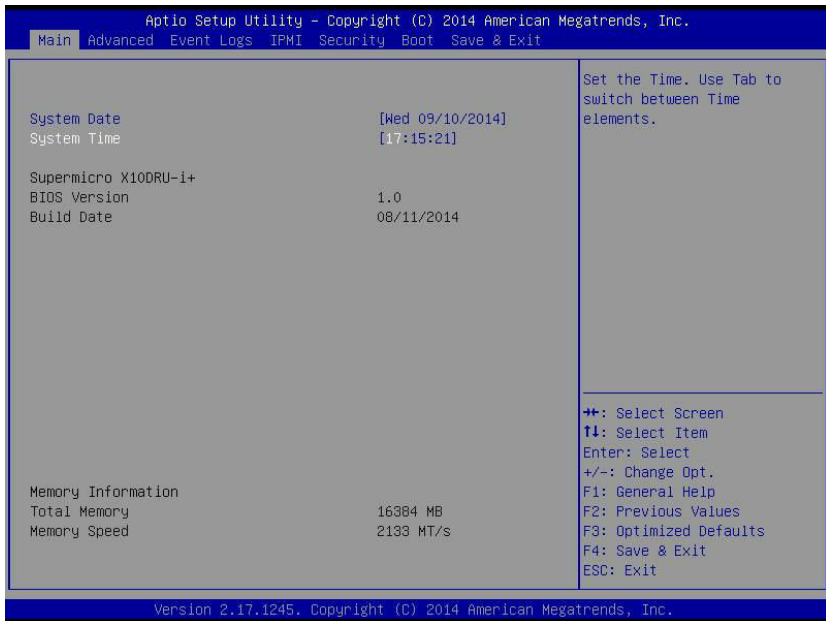 Aptio Setup Utility – Copyright (C) 2014 American Megatrends, Inc.
Main Advanced Event Logs IPMI Security Boot Save & Exit
System Date [Wed 09/10/2014]
System Time [17:15:21]
Supermicro X10DRU-i+
BIOS Version 1.0
Build Date 08/11/2014
Memory Information
Total Memory 16384 MB
Memory Speed 2133 MT/s
Set the Time. Use Tab to
switch between Time
elements.
→←: Select Screen
↑↓: Select Item
Enter: Select
+/-: Change Opt.
F1: General Help
F2: Previous Values
F3: Optimized Defaults
F4: Save & Exit
ESC: Exit
Version 2.17.1245. Copyright (C) 2014 American Megatrends, Inc.